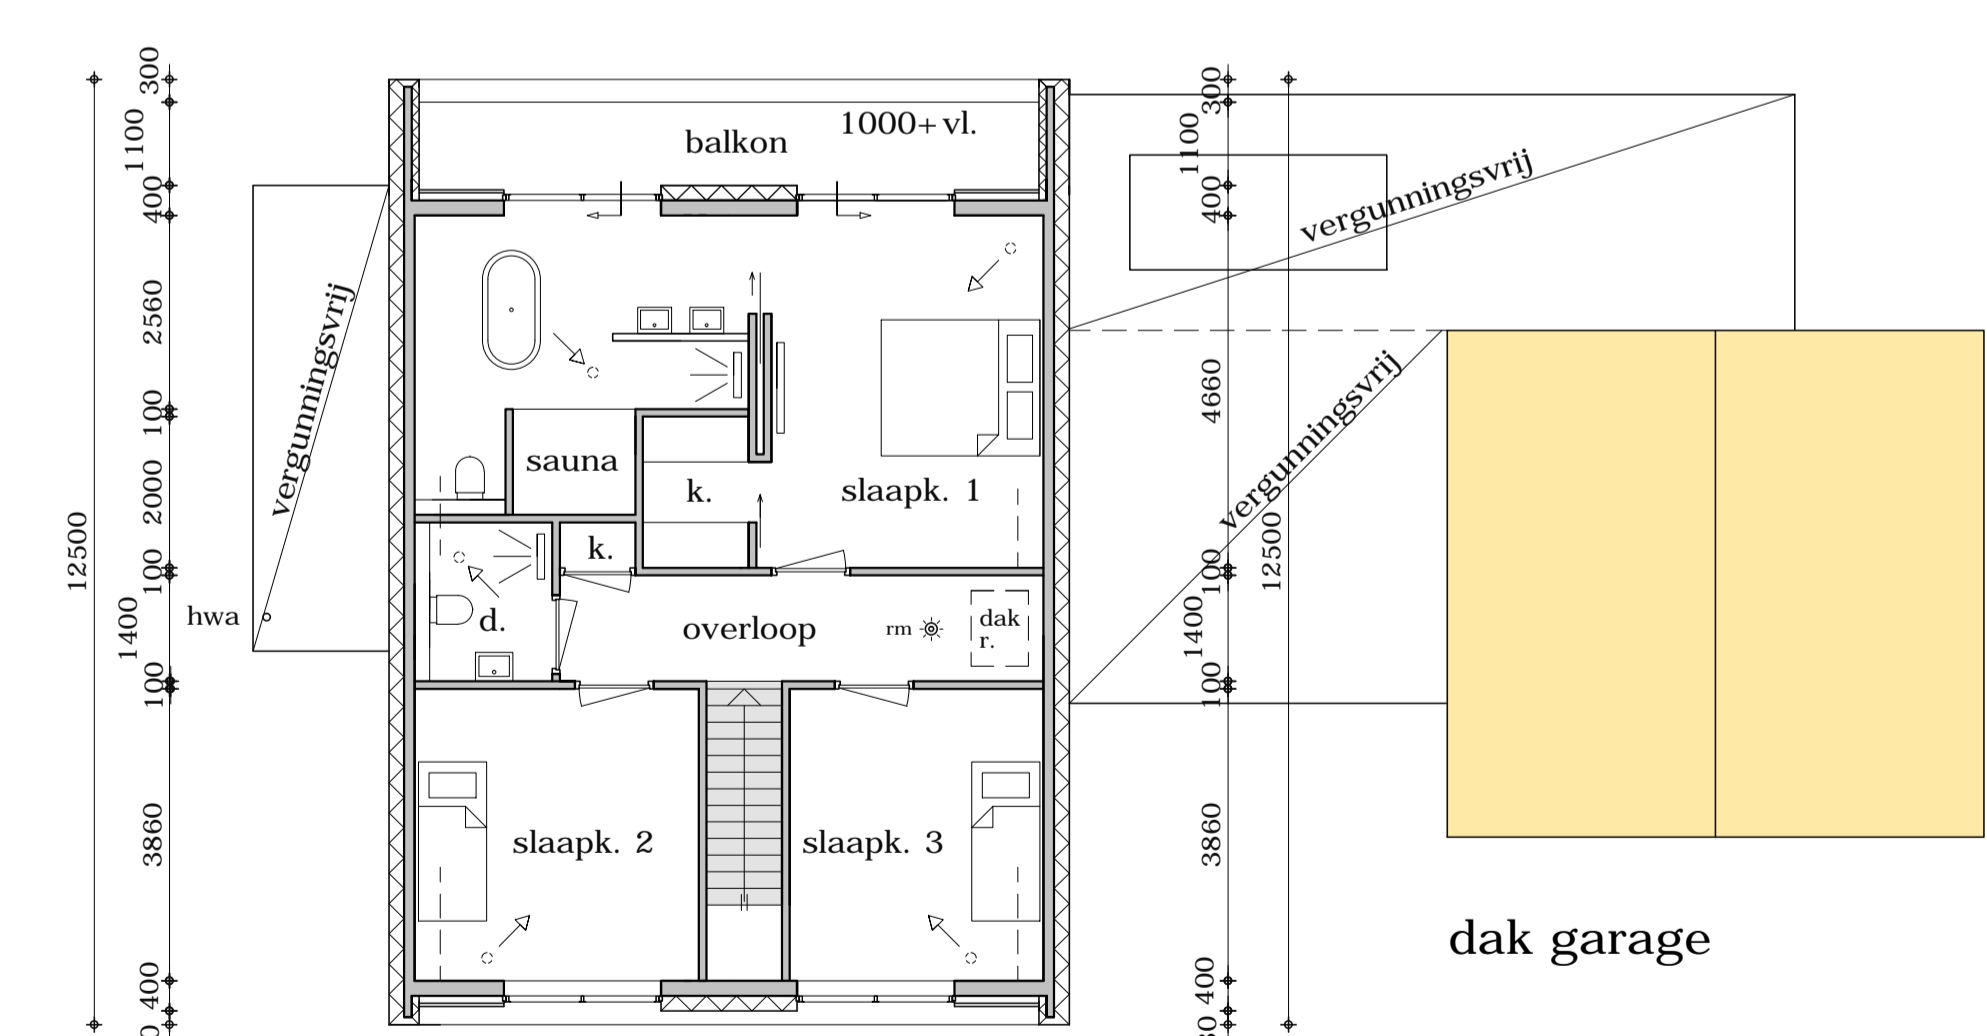 300
1100
400
2560
100
2000
100
1400
100
3860
400
12500
hwa
vergunningsvrij
balkon
1000+ vl.
sauna
k.
slaapk. 1
k.
d.
overloop
rm
dak
r.
slaapk. 2
slaapk. 3
300
1100
400
4660
100
1400
100
3860
400
12500
vergunningsvrij
vergunningsvrij
dak garage